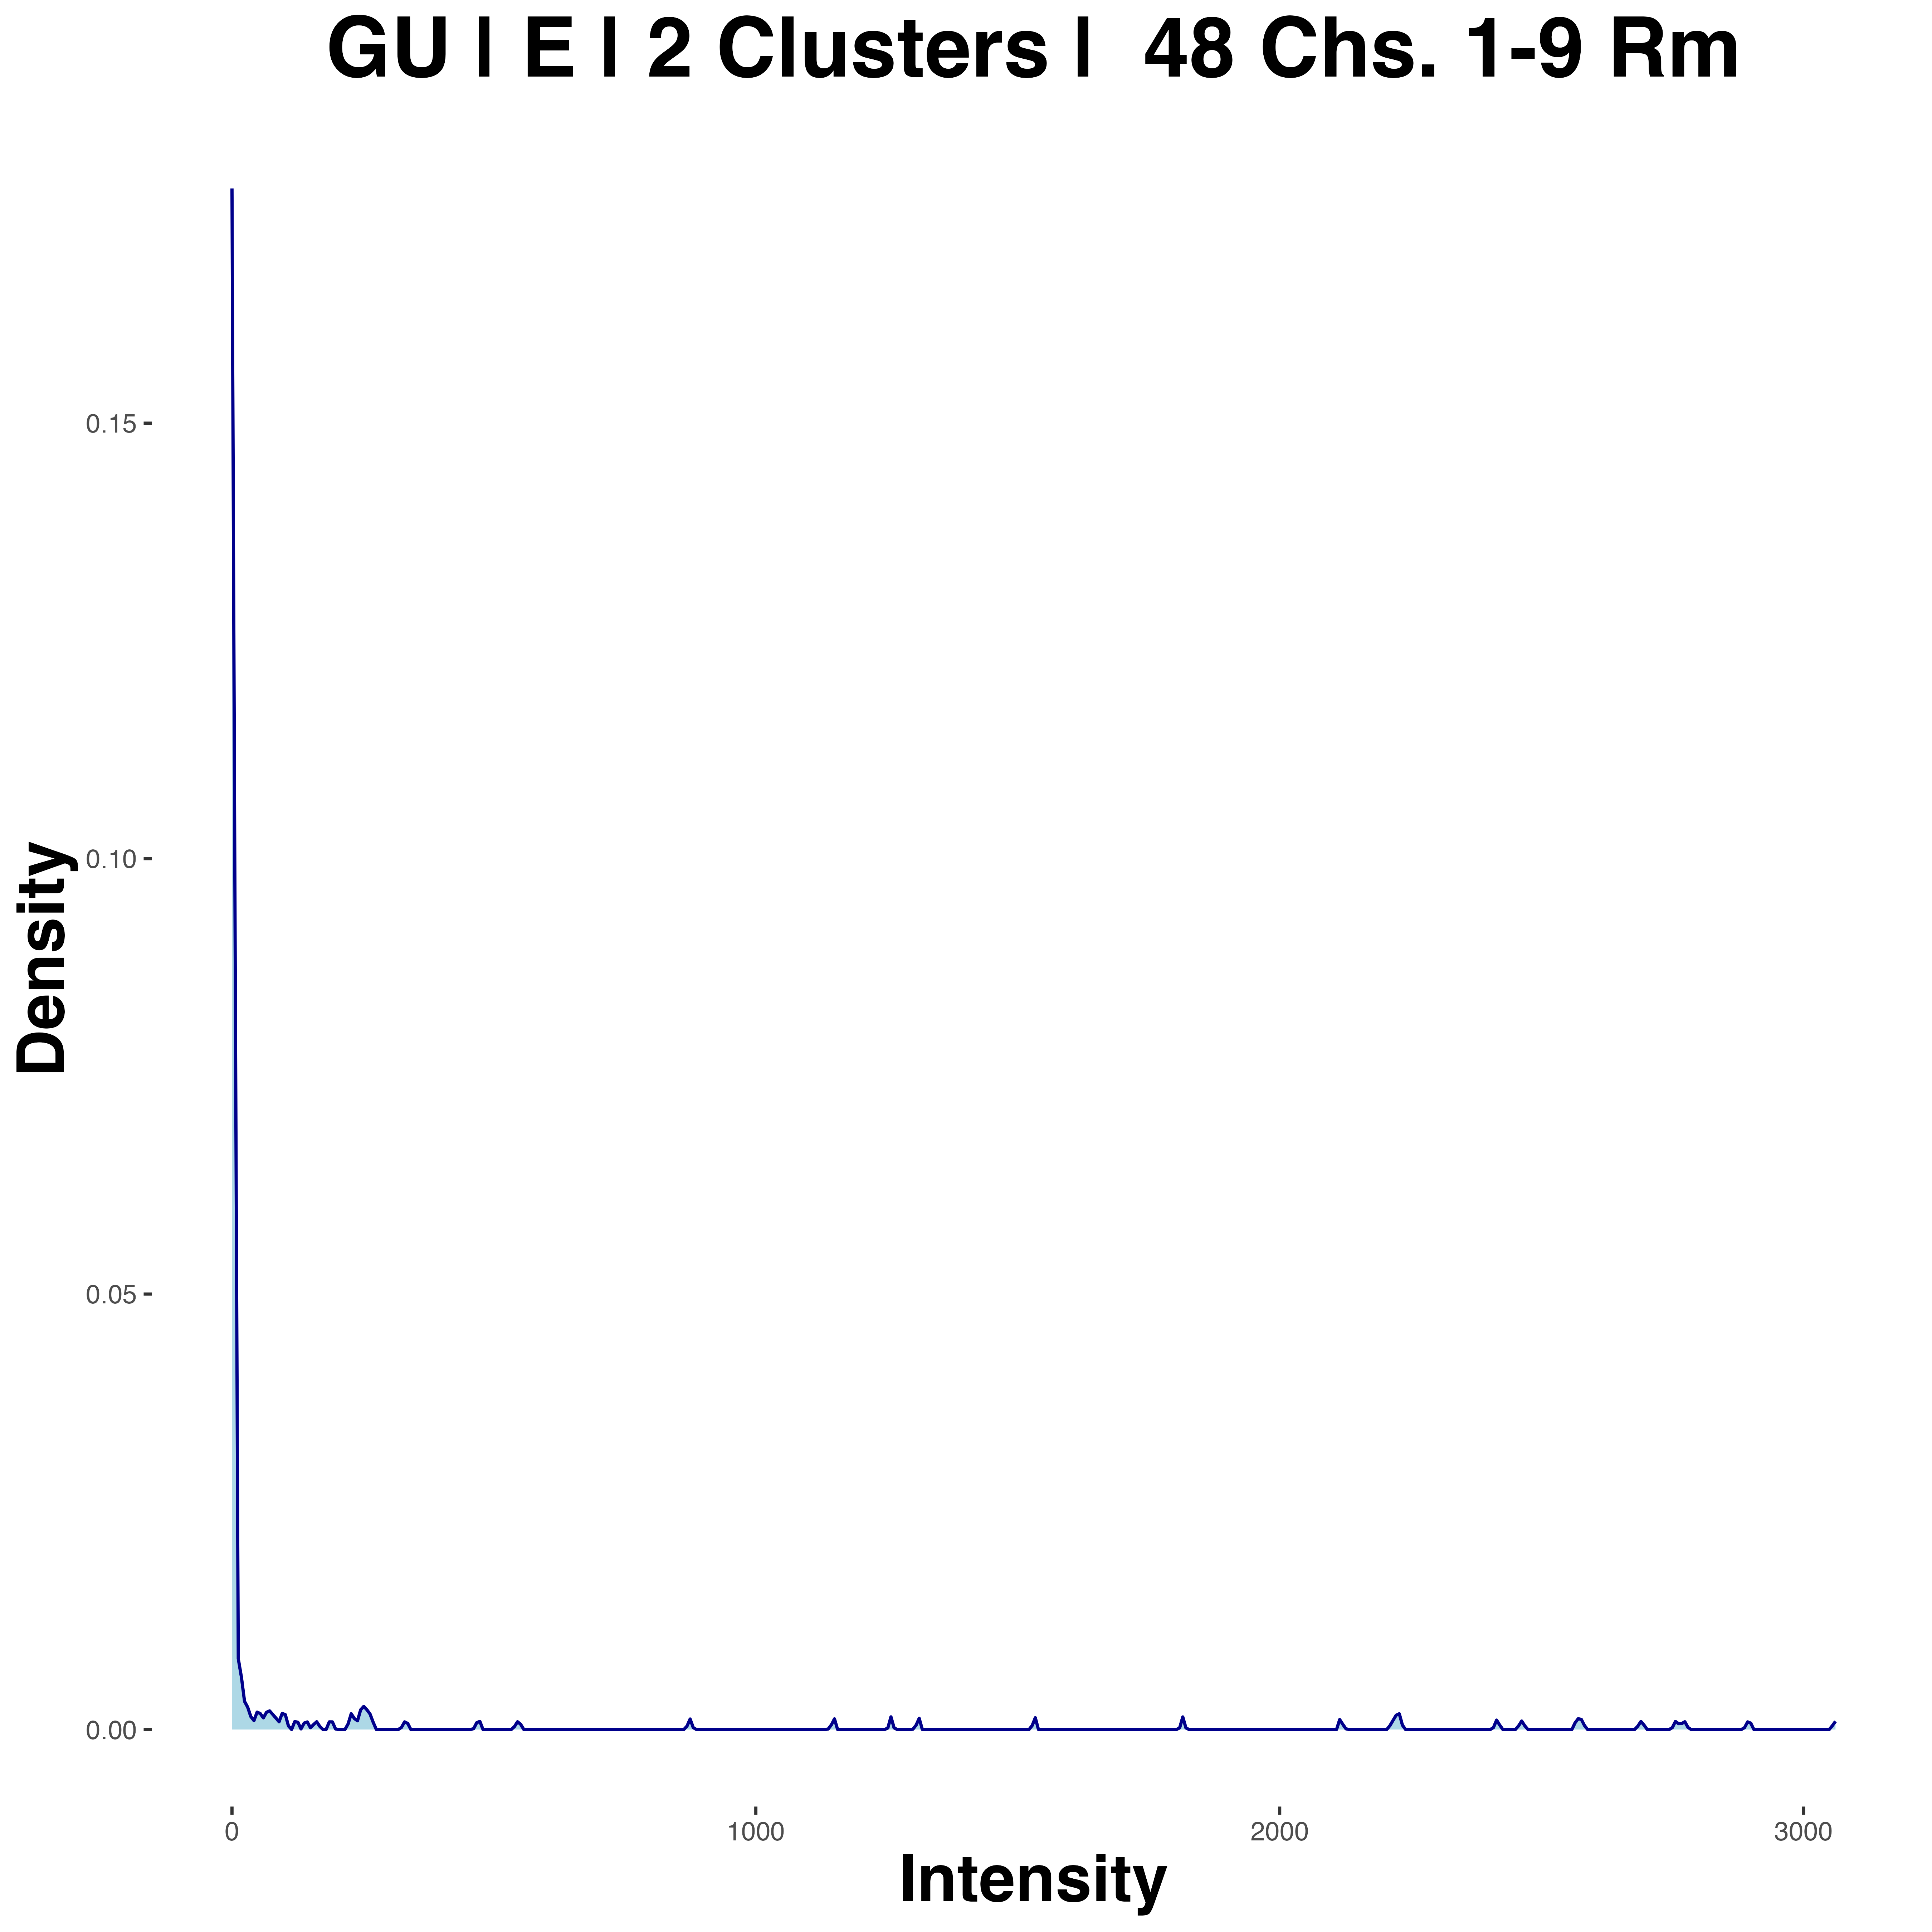 GU | E | 2 Clusters |  48 Chs. 1-9 Rm
Density
0.15
0.10
0.05
0.00
0 1000 2000 3000
Intensity